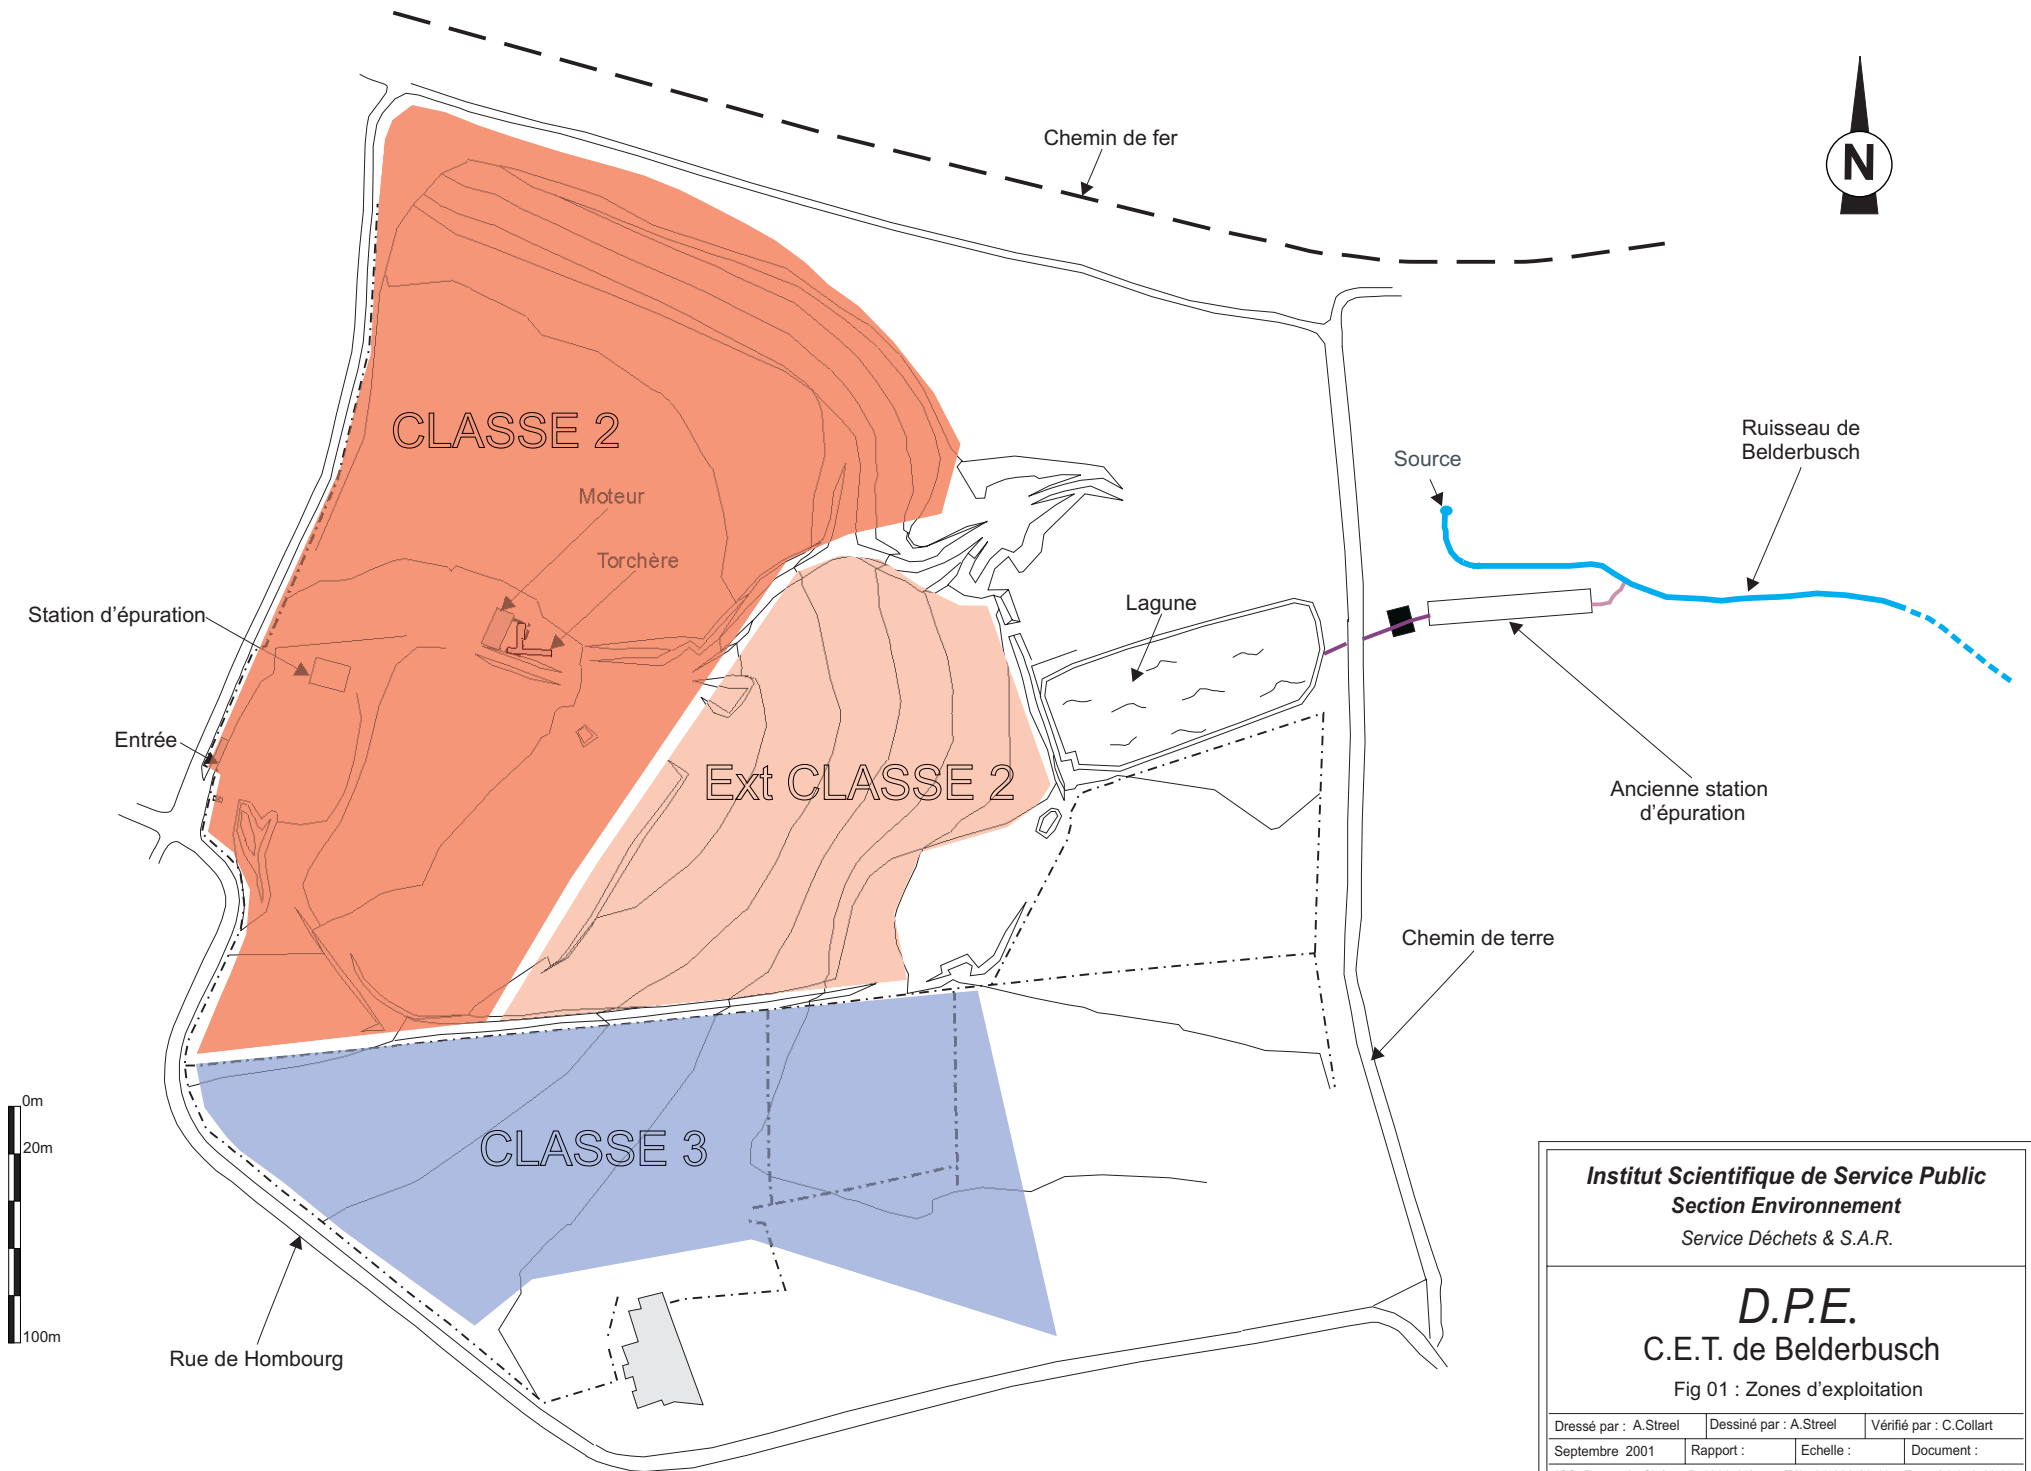 Chemin de fer
N
CLASSE 2
Ruisseau de
Belderbusch
Source
Moteur
Torchère
Station d'épuration
Lagune
Entrée
Ext CLASSE 2
Ancienne station
d'épuration
Chemin de terre
0m
20m
100m
CLASSE 3
Rue de Hombourg
Institut Scientifique de Service Public
Section Environnement
Service Déchets & S.A.R.
D.P.E.
C.E.T. de Belderbusch
Fig 01 : Zones d'exploitation
Dressé par : A.Streel
Dessiné par : A.Streel
Vérifié par : C.Collart
Septembre 2001
Rapport :
Echelle :
Document :